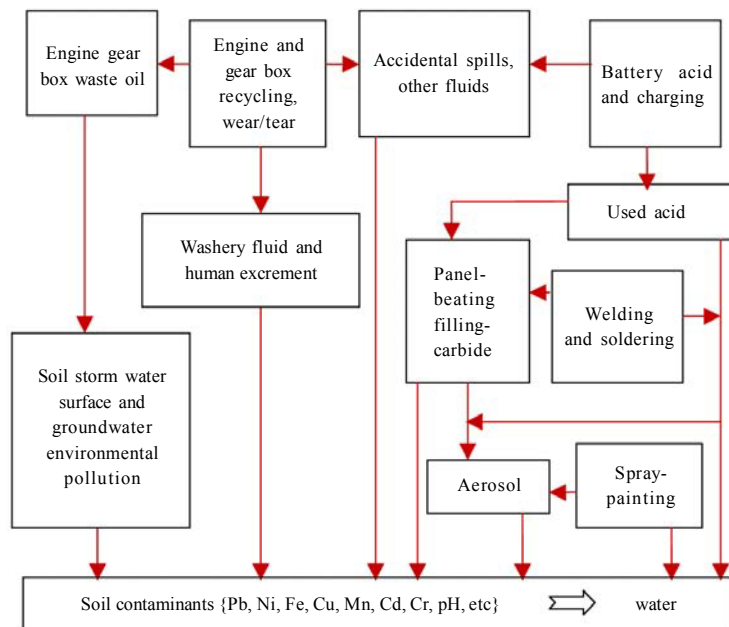 Engine gear
box waste oil
Engine and
gear box
recycling,
wear/tear
Accidental spills,
other fluids
Battery acid
and charging
Used acid
Washery fluid and
human excrement
Panel-
beating
filling-
carbide
Welding
and soldering
Soil storm water
surface and
groundwater
environmental
pollution
Aerosol
Spray-
painting
Soil contaminants {Pb, Ni, Fe, Cu, Mn, Cd, Cr, pH, etc}
water